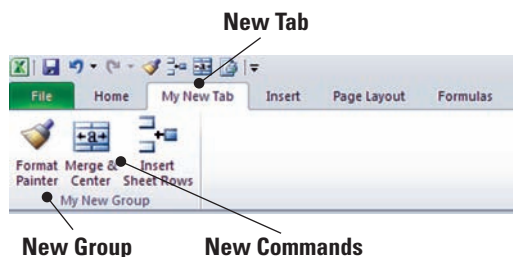 New Tab
File Home My New Tab Insert Page Layout Formulas
Format Merge & Insert
Painter Center Sheet Rows
My New Group
New Group New Commands